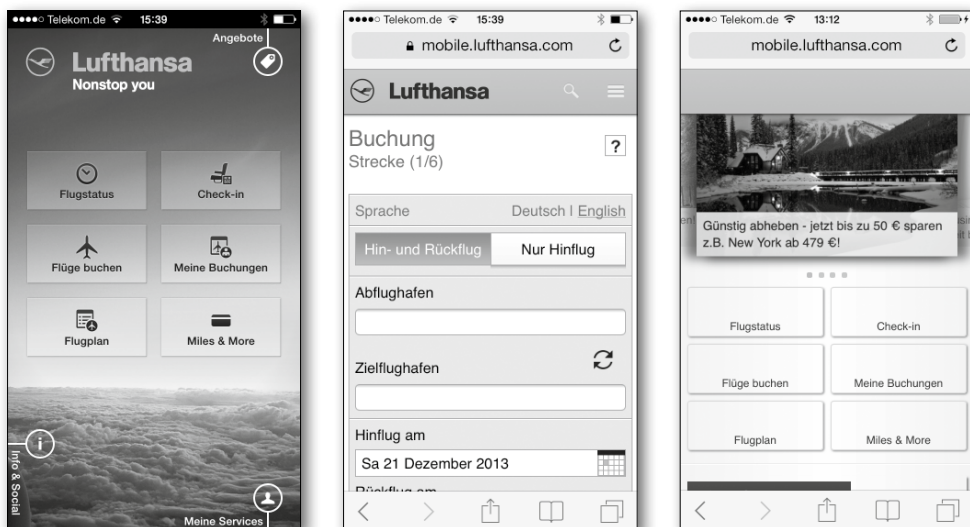 Telekom.de 15:39
Angebote
Lufthansa
Nonstop you
Flugstatus
Check-in
Flüge buchen
Meine Buchungen
Flugplan
Miles & More
i
Info & Social
Meine Services
Telekom.de 15:39
mobile.lufthansa.com
Lufthansa
Buchung
Strecke (1/6)
?
Sprache Deutsch | English
Hin- und Rückflug Nur Hinflug
Abflughafen
Zielflughafen
Hinflug am
Sa 21 Dezember 2013
Rückflug am
Telekom.de 13:12
mobile.lufthansa.com
Günstig abheben - jetzt bis zu 50 € sparen
z.B. New York ab 479 €!
Flugstatus
Check-in
Flüge buchen
Meine Buchungen
Flugplan
Miles & More